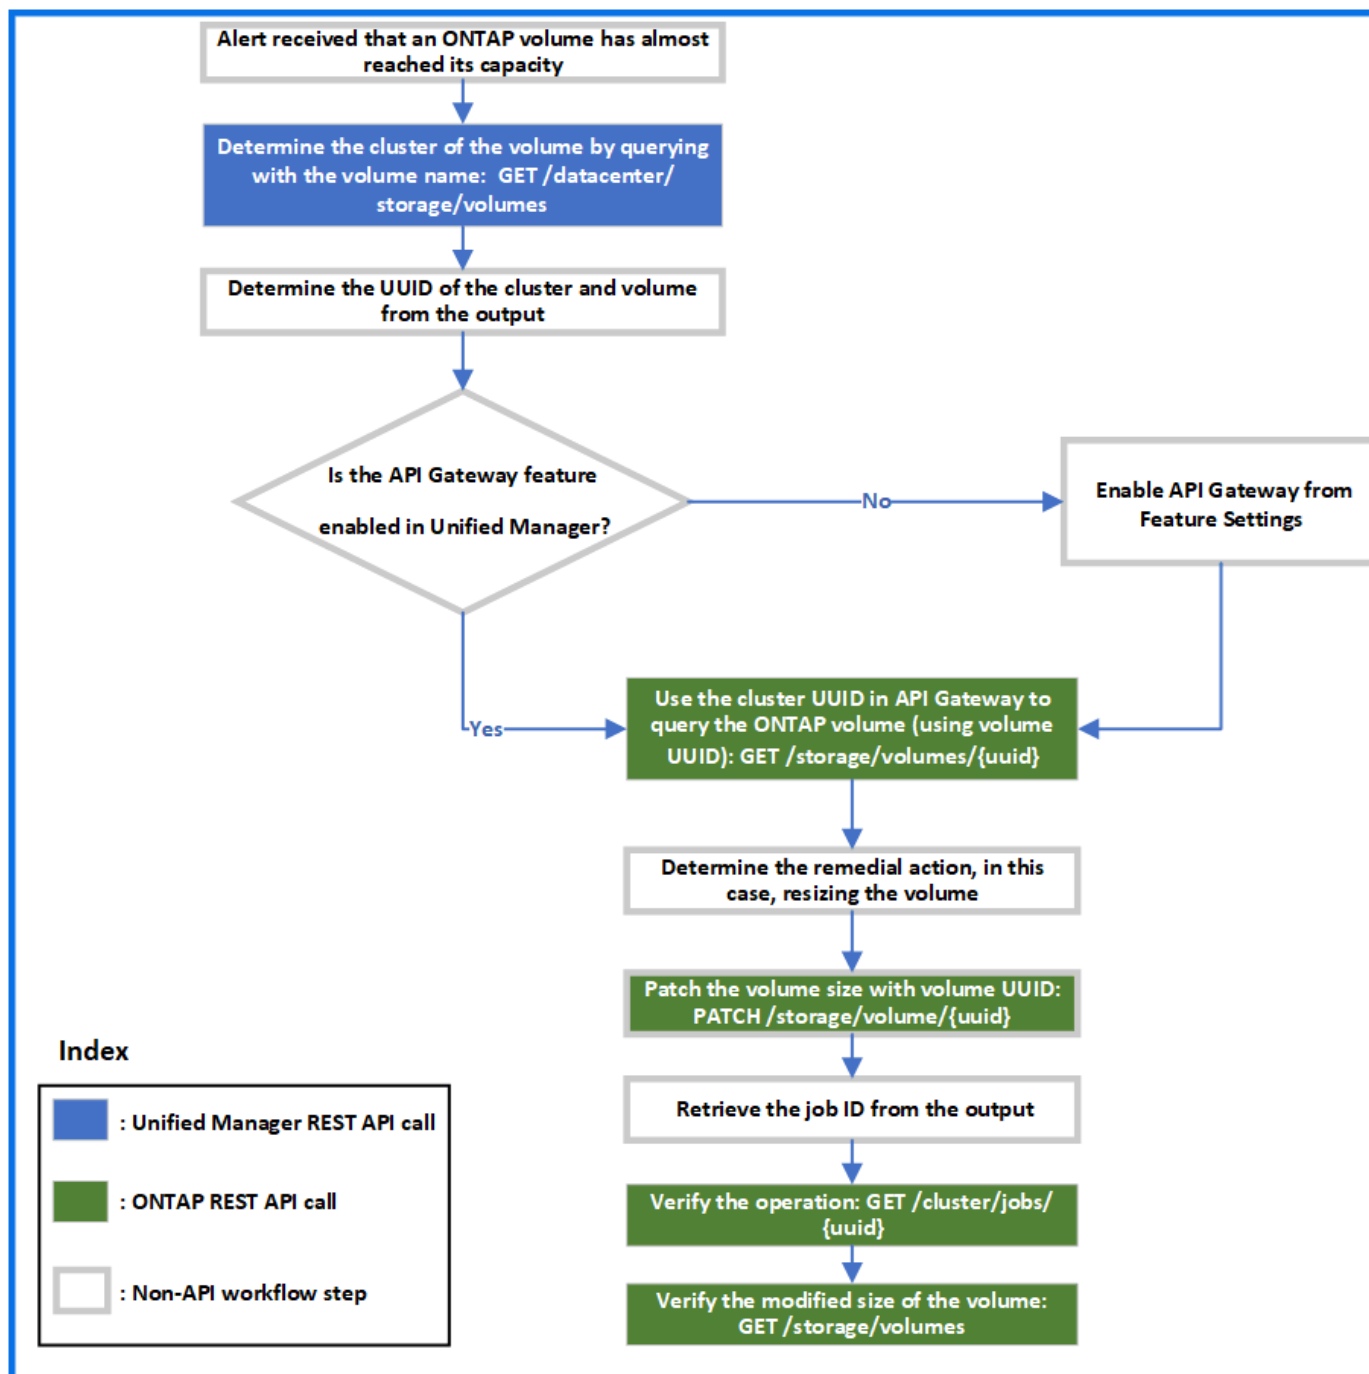 Alert received that an ONTAP volume has almost
reached its capacity
Determine the cluster of the volume by querying
with the volume name:  GET /datacenter/
storage/volumes
Determine the UUID of the cluster and volume
from the output
Is the API Gateway feature
enabled in Unified Manager?
No
Enable API Gateway from
Feature Settings
Yes
Use the cluster UUID in API Gateway to
query the ONTAP volume (using volume
UUID): GET /storage/volumes/{uuid}
Determine the remedial action, in this
case, resizing the volume
Patch the volume size with volume UUID:
PATCH /storage/volume/{uuid}
Retrieve the job ID from the output
Verify the operation: GET /cluster/jobs/
{uuid}
Verify the modified size of the volume:
GET /storage/volumes
Index
: Unified Manager REST API call
: ONTAP REST API call
: Non-API workflow step